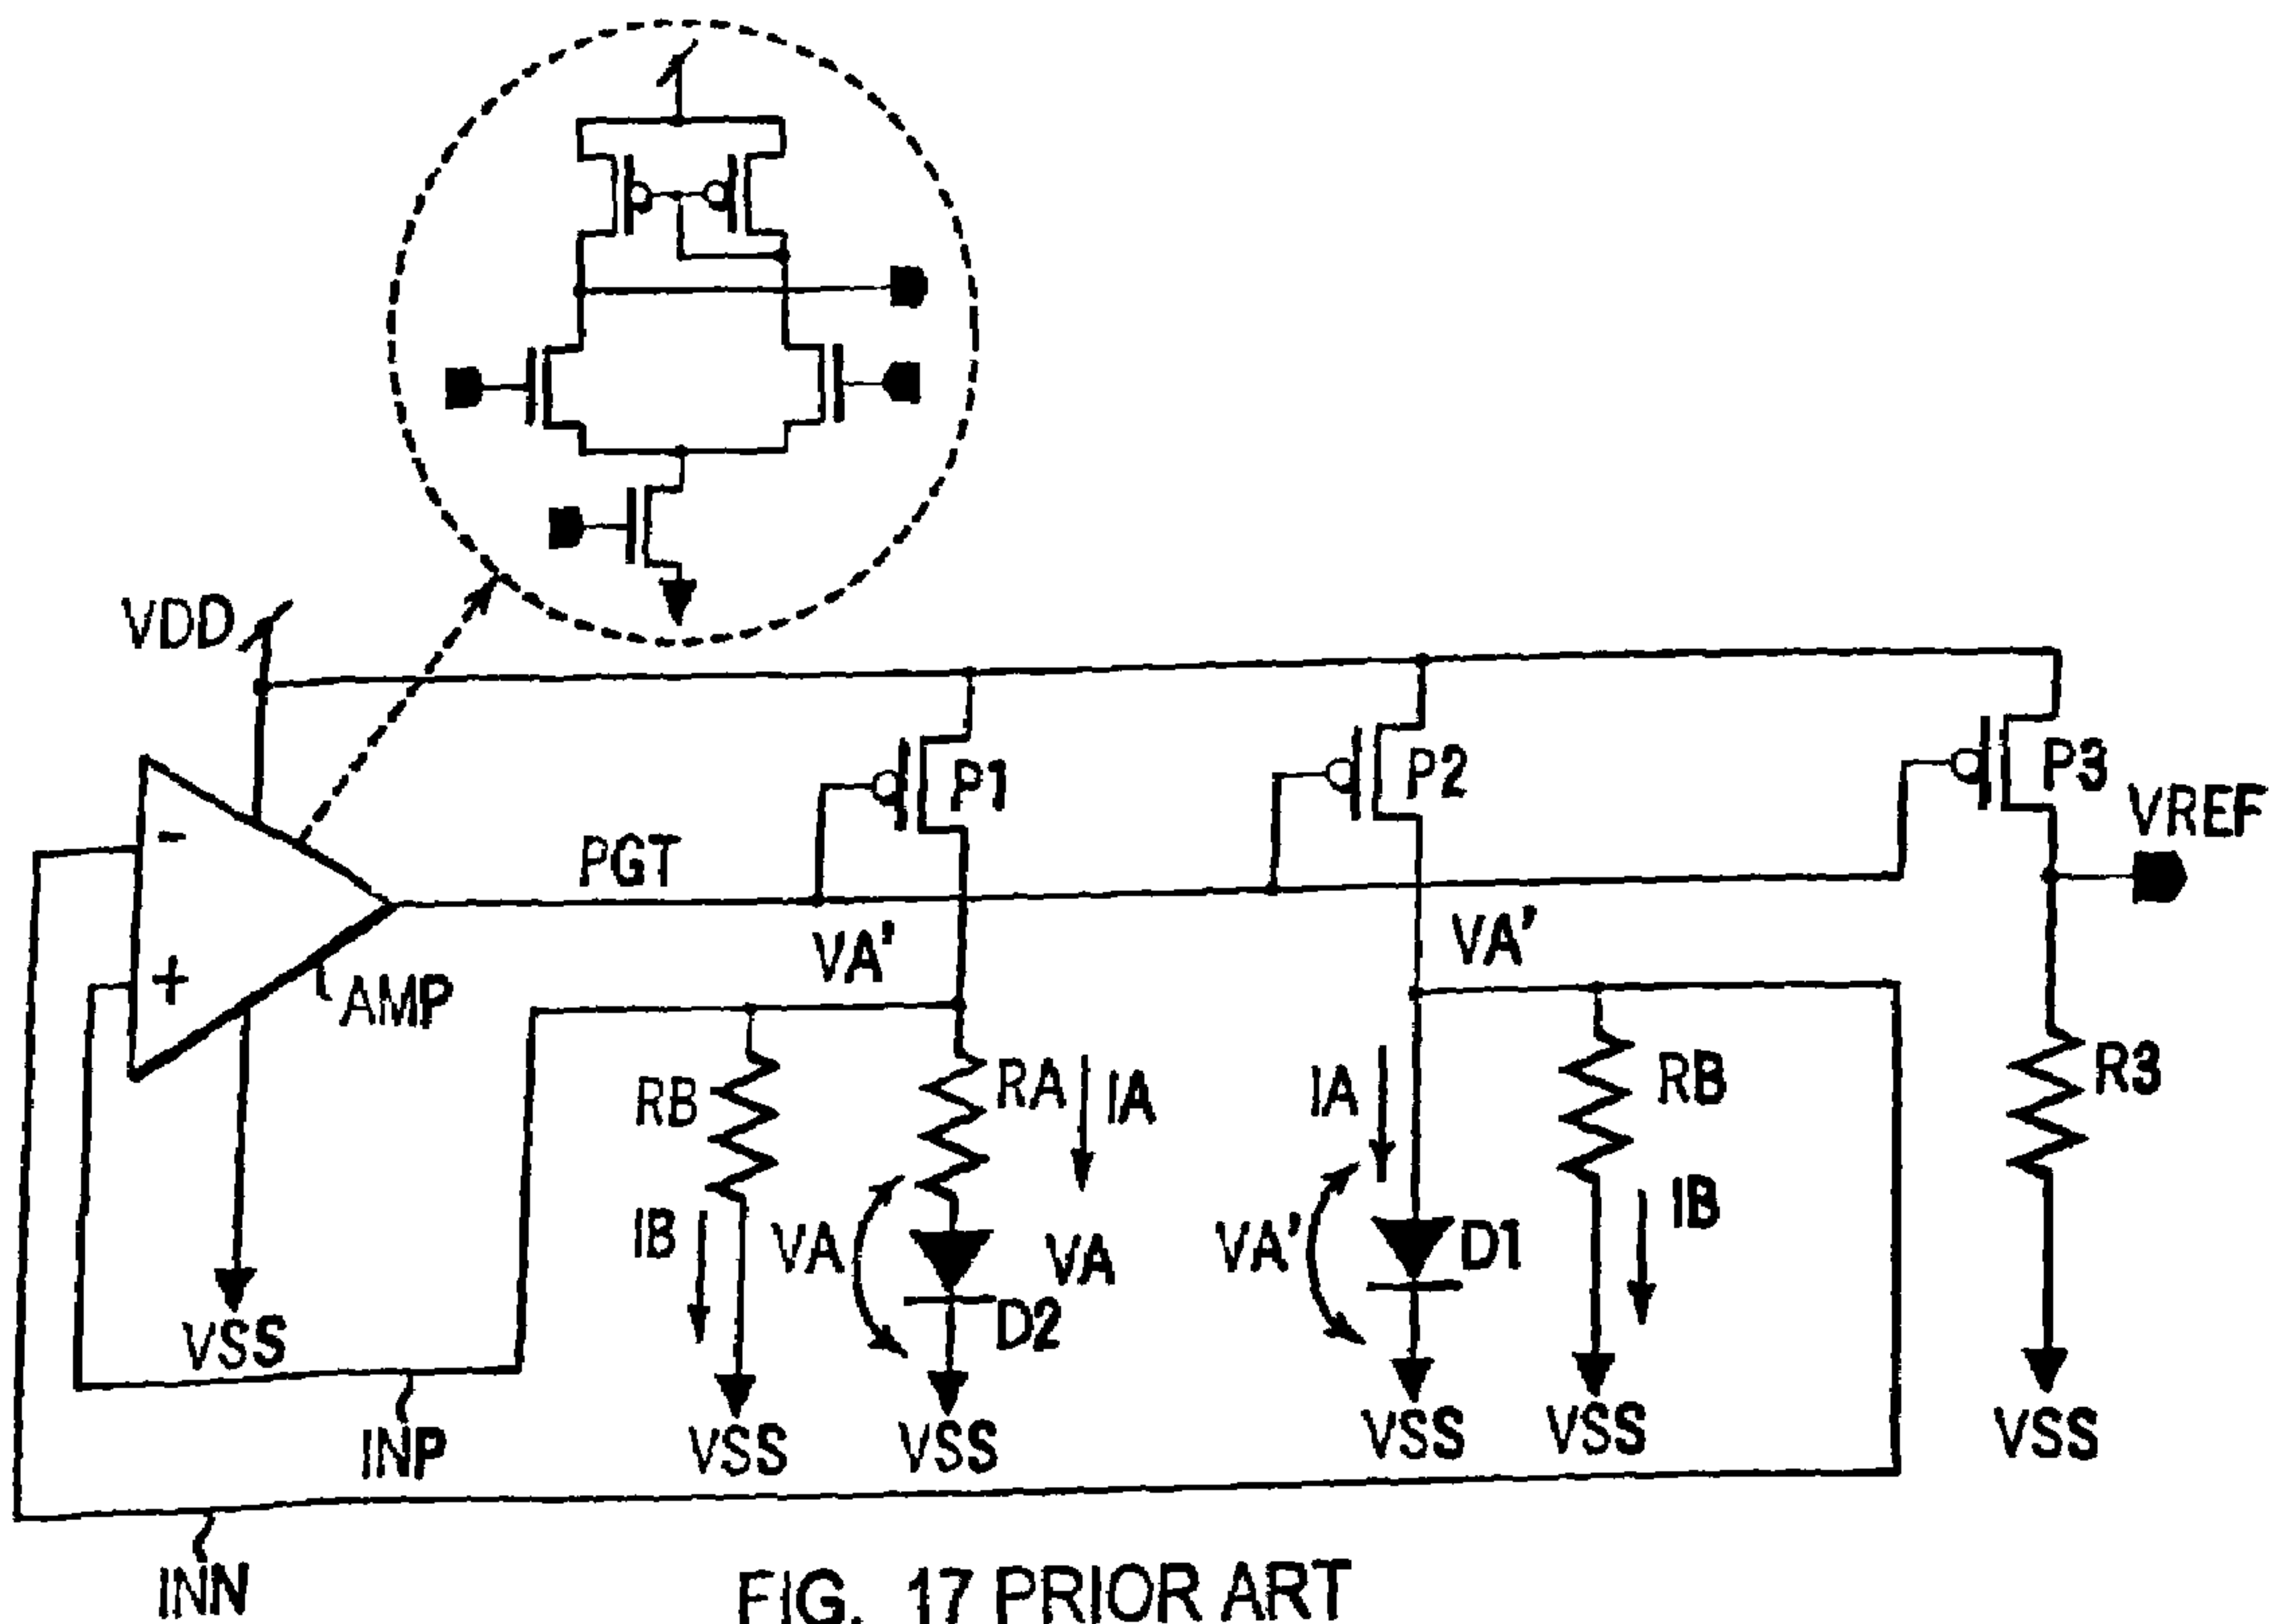 VDD
P1
P2
P3
VREF
-
PGT
+
AMP
VA'
VA'
RB
RA
IA
IA
RB
R3
IB
VA
VA
VA'
D1
IB
D2
VSS
VSS
VSS
VSS
VSS
VSS
INP
INN
FIG. 17 PRIOR ART